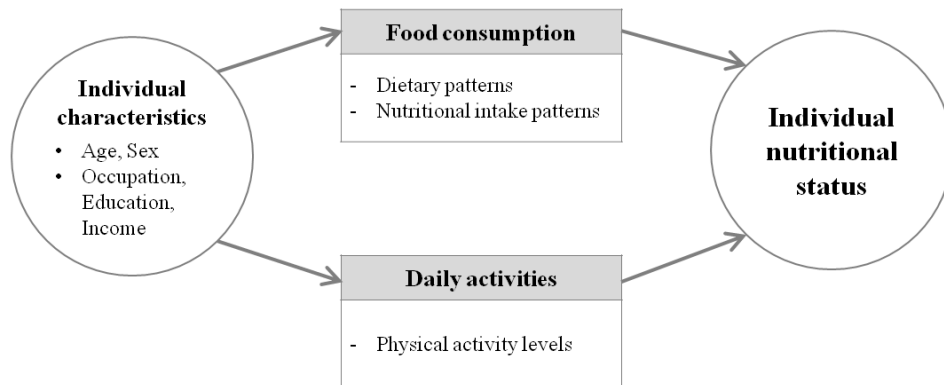 Individual
characteristics
• Age, Sex
• Occupation,
Education,
Income
Food consumption
- Dietary patterns
- Nutritional intake patterns
Daily activities
- Physical activity levels
Individual
nutritional
status